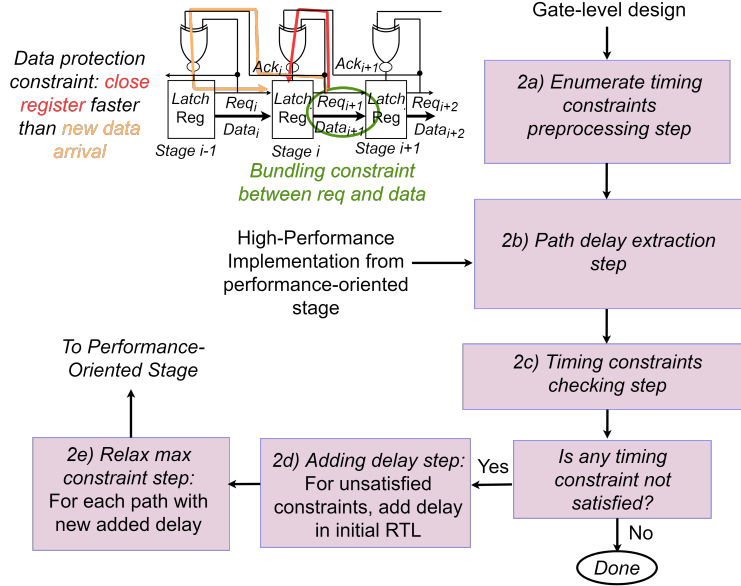 Gate-level design
Data protection
constraint: close
register faster
than new data
arrival
Ack_i
Ack_{i+1}
Latch
Reg
Req_i
Data_i
Latch
Reg
Req_{i+1}
Data_{i+1}
Latch
Reg
Req_{i+2}
Data_{i+2}
Stage i-1
Stage i
Stage i+1
Bundling constraint
between req and data
2a) Enumerate timing
constraints
preprocessing step
High-Performance
Implementation from
performance-oriented
stage
2b) Path delay extraction
step
2c) Timing constraints
checking step
Is any timing
constraint not
satisfied?
Yes
No
Done
2d) Adding delay step:
For unsatisfied
constraints, add delay
in initial RTL
2e) Relax max
constraint step:
For each path with
new added delay
To Performance-
Oriented Stage